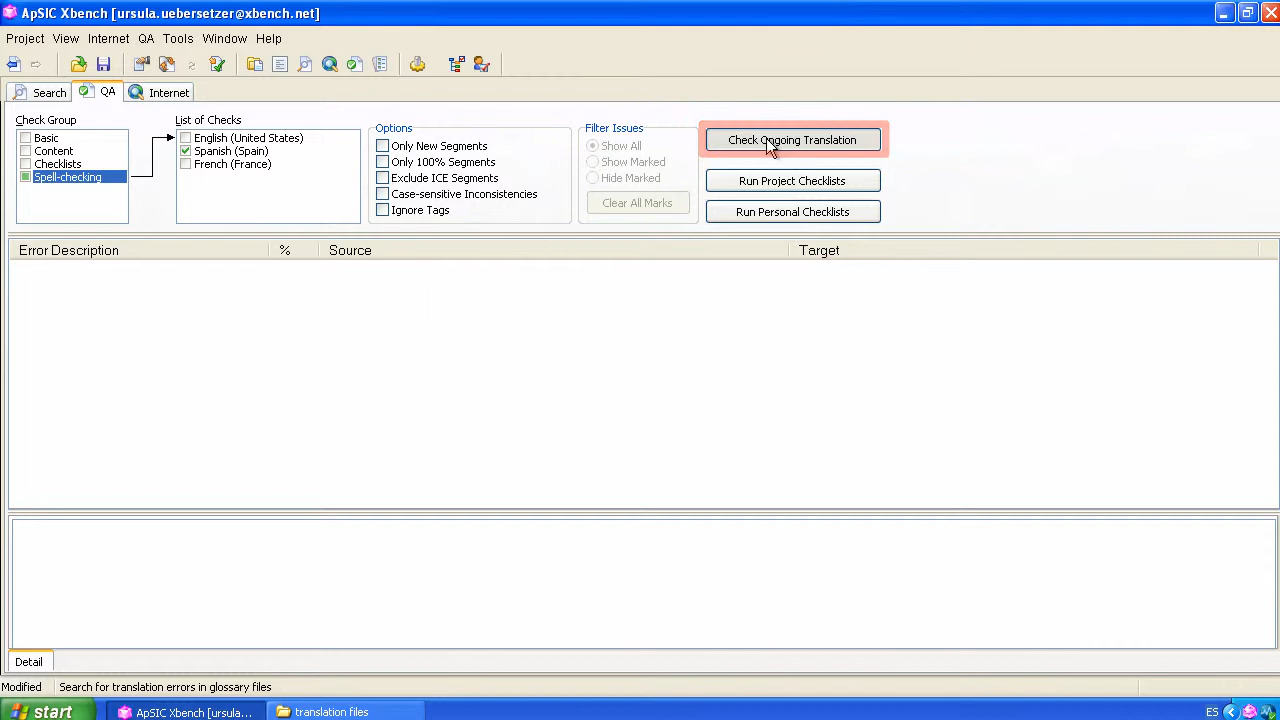 ApSIC Xbench [ursula.uebersetzer@xbench.net]
Project View Internet QA Tools Window Help
Search QA Internet
Check Group
Basic
Content
Checklists
Spell-checking
List of Checks
English (United States)
Spanish (Spain)
French (France)
Options
Only New Segments
Only 100% Segments
Exclude ICE Segments
Case-sensitive Inconsistencies
Ignore Tags
Filter Issues
Show All
Show Marked
Hide Marked
Clear All Marks
Check Ongoing Translation
Run Project Checklists
Run Personal Checklists
Error Description % Source Target
Detail
Modified Search for translation errors in glossary files
start ApSIC Xbench [ursula... translation files ES